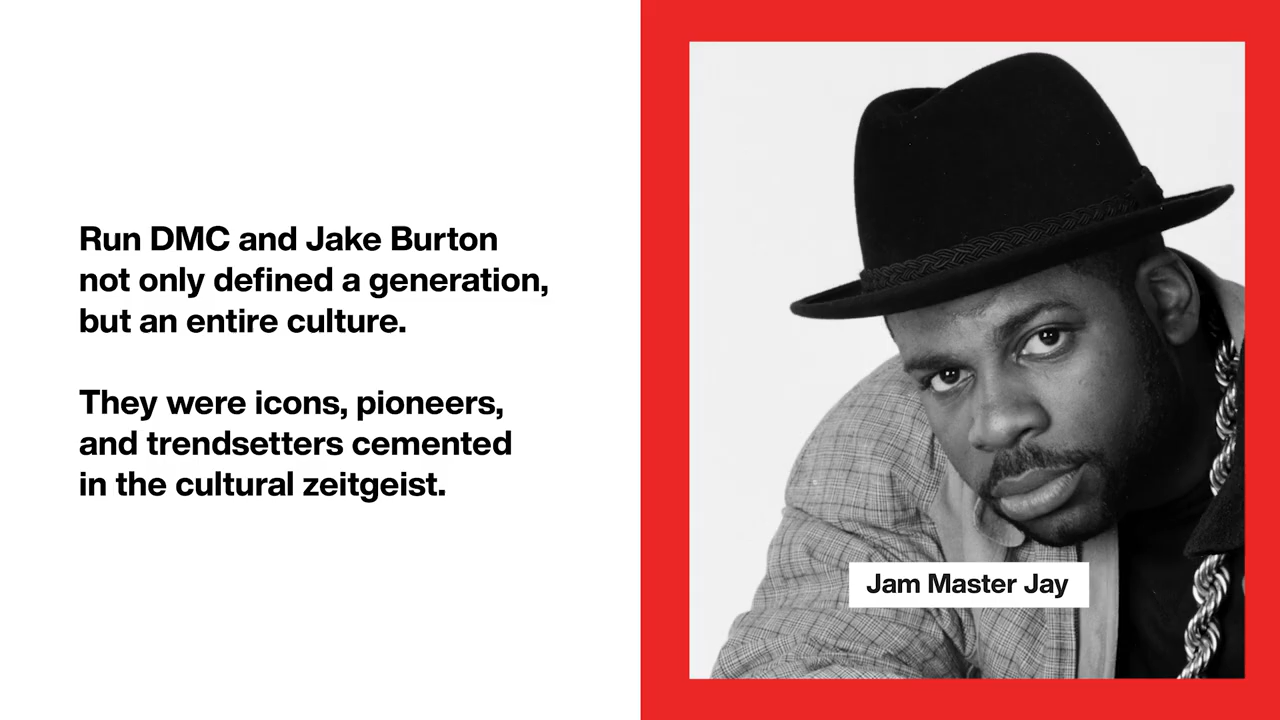 Run DMC and Jake Burton
not only defined a generation,
but an entire culture.
They were icons, pioneers,
and trendsetters cemented
in the cultural zeitgeist.
Jam Master Jay